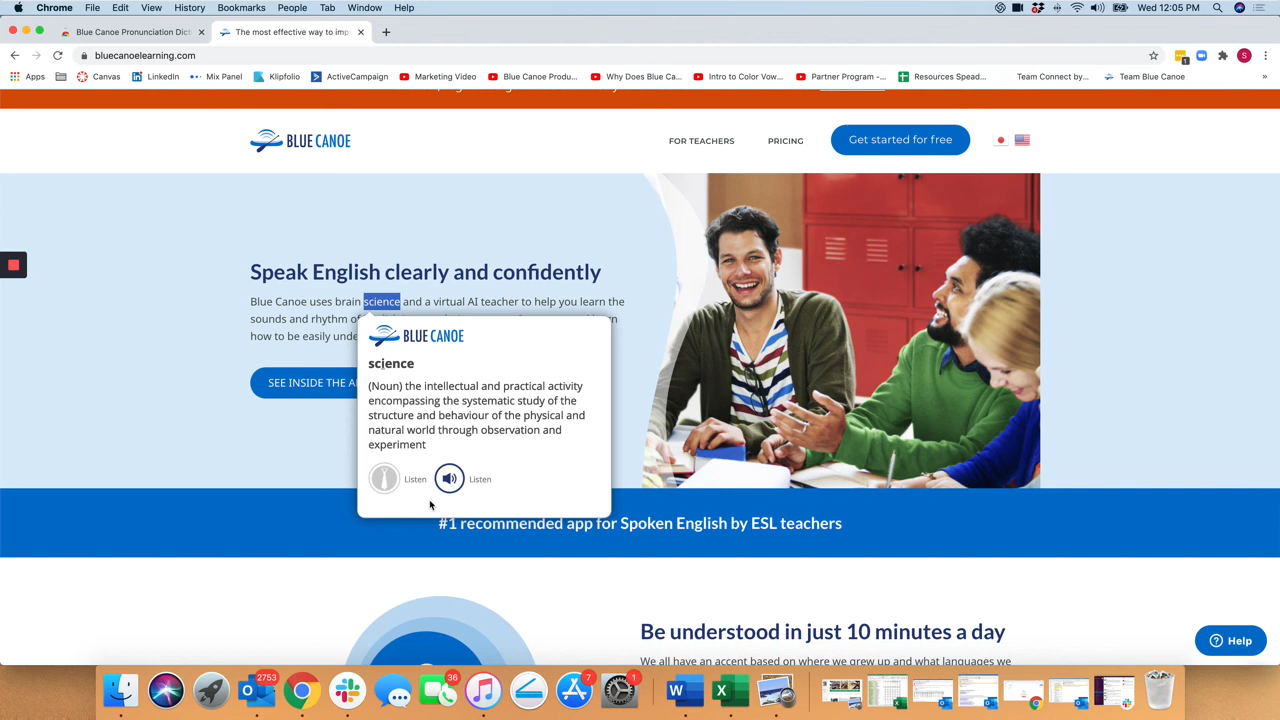 Chrome File Edit View History Bookmarks People Tab Window Help Wed 12:05 PM
Blue Canoe Pronunciation Dict The most effective way to imp
bluecanoelearning.com
Apps Canvas LinkedIn Mix Panel Klipfolio ActiveCampaign Marketing Video Blue Canoe Produ... Why Does Blue Ca... Intro to Color Vow... Partner Program -... Resources Spead... Team Connect by... Team Blue Canoe »
BLUE CANOE FOR TEACHERS PRICING Get started for free
Speak English clearly and confidently
Blue Canoe uses brain science and a virtual AI teacher to help you learn the
sounds and rhythm of
how to be easily unde
SEE INSIDE THE A
BLUE CANOE
science
(Noun) the intellectual and practical activity
encompassing the systematic study of the
structure and behaviour of the physical and
natural world through observation and
experiment
Listen Listen
#1 recommended app for Spoken English by ESL teachers
Be understood in just 10 minutes a day
We all have an accent based on where we grew up and what languages we
Help
2753 36 7 1